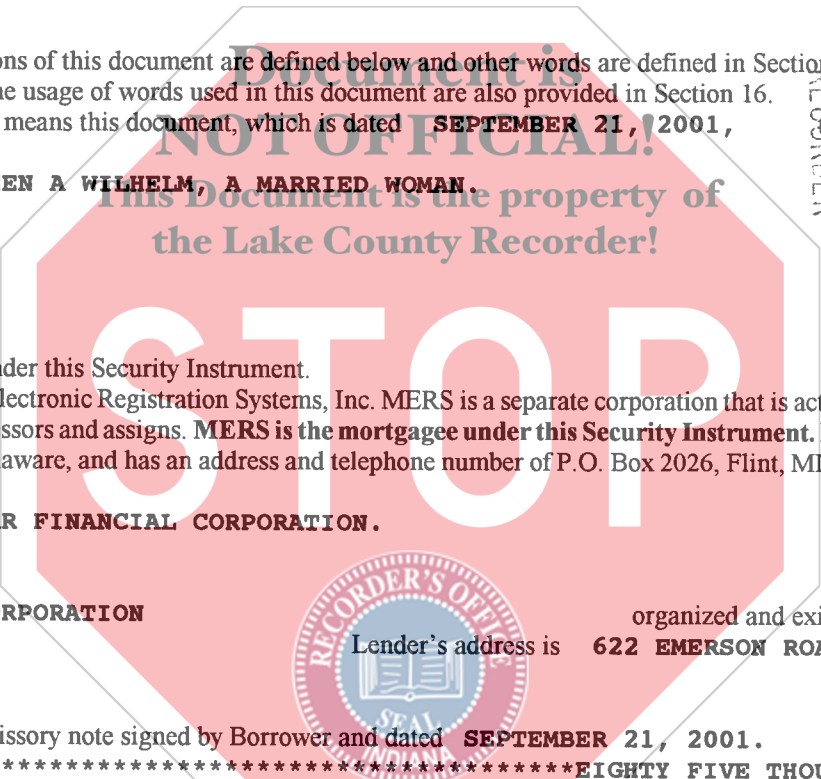 ons of this document are defined below and other words are defined in Section
Document is
ne usage of words used in this document are also provided in Section 16.
means this document, which is dated SEPTEMBER 21, 2001,
NOT OFFICIAL!
EN A WILHELM, A MARRIED WOMAN.
This Document is the property of
the Lake County Recorder!
STOP
nder this Security Instrument.
lectronic Registration Systems, Inc. MERS is a separate corporation that is act
ssors and assigns. MERS is the mortgagee under this Security Instrument.
aware, and has an address and telephone number of P.O. Box 2026, Flint, MI
R FINANCIAL CORPORATION.
RECORDER'S OFFICE
RPORATION organized and exi
Lender's address is 622 EMERSON ROA
SEAL
INDIANA
issory note signed by Borrower and dated SEPTEMBER 21, 2001.
************************************EIGHTY FIVE THOU